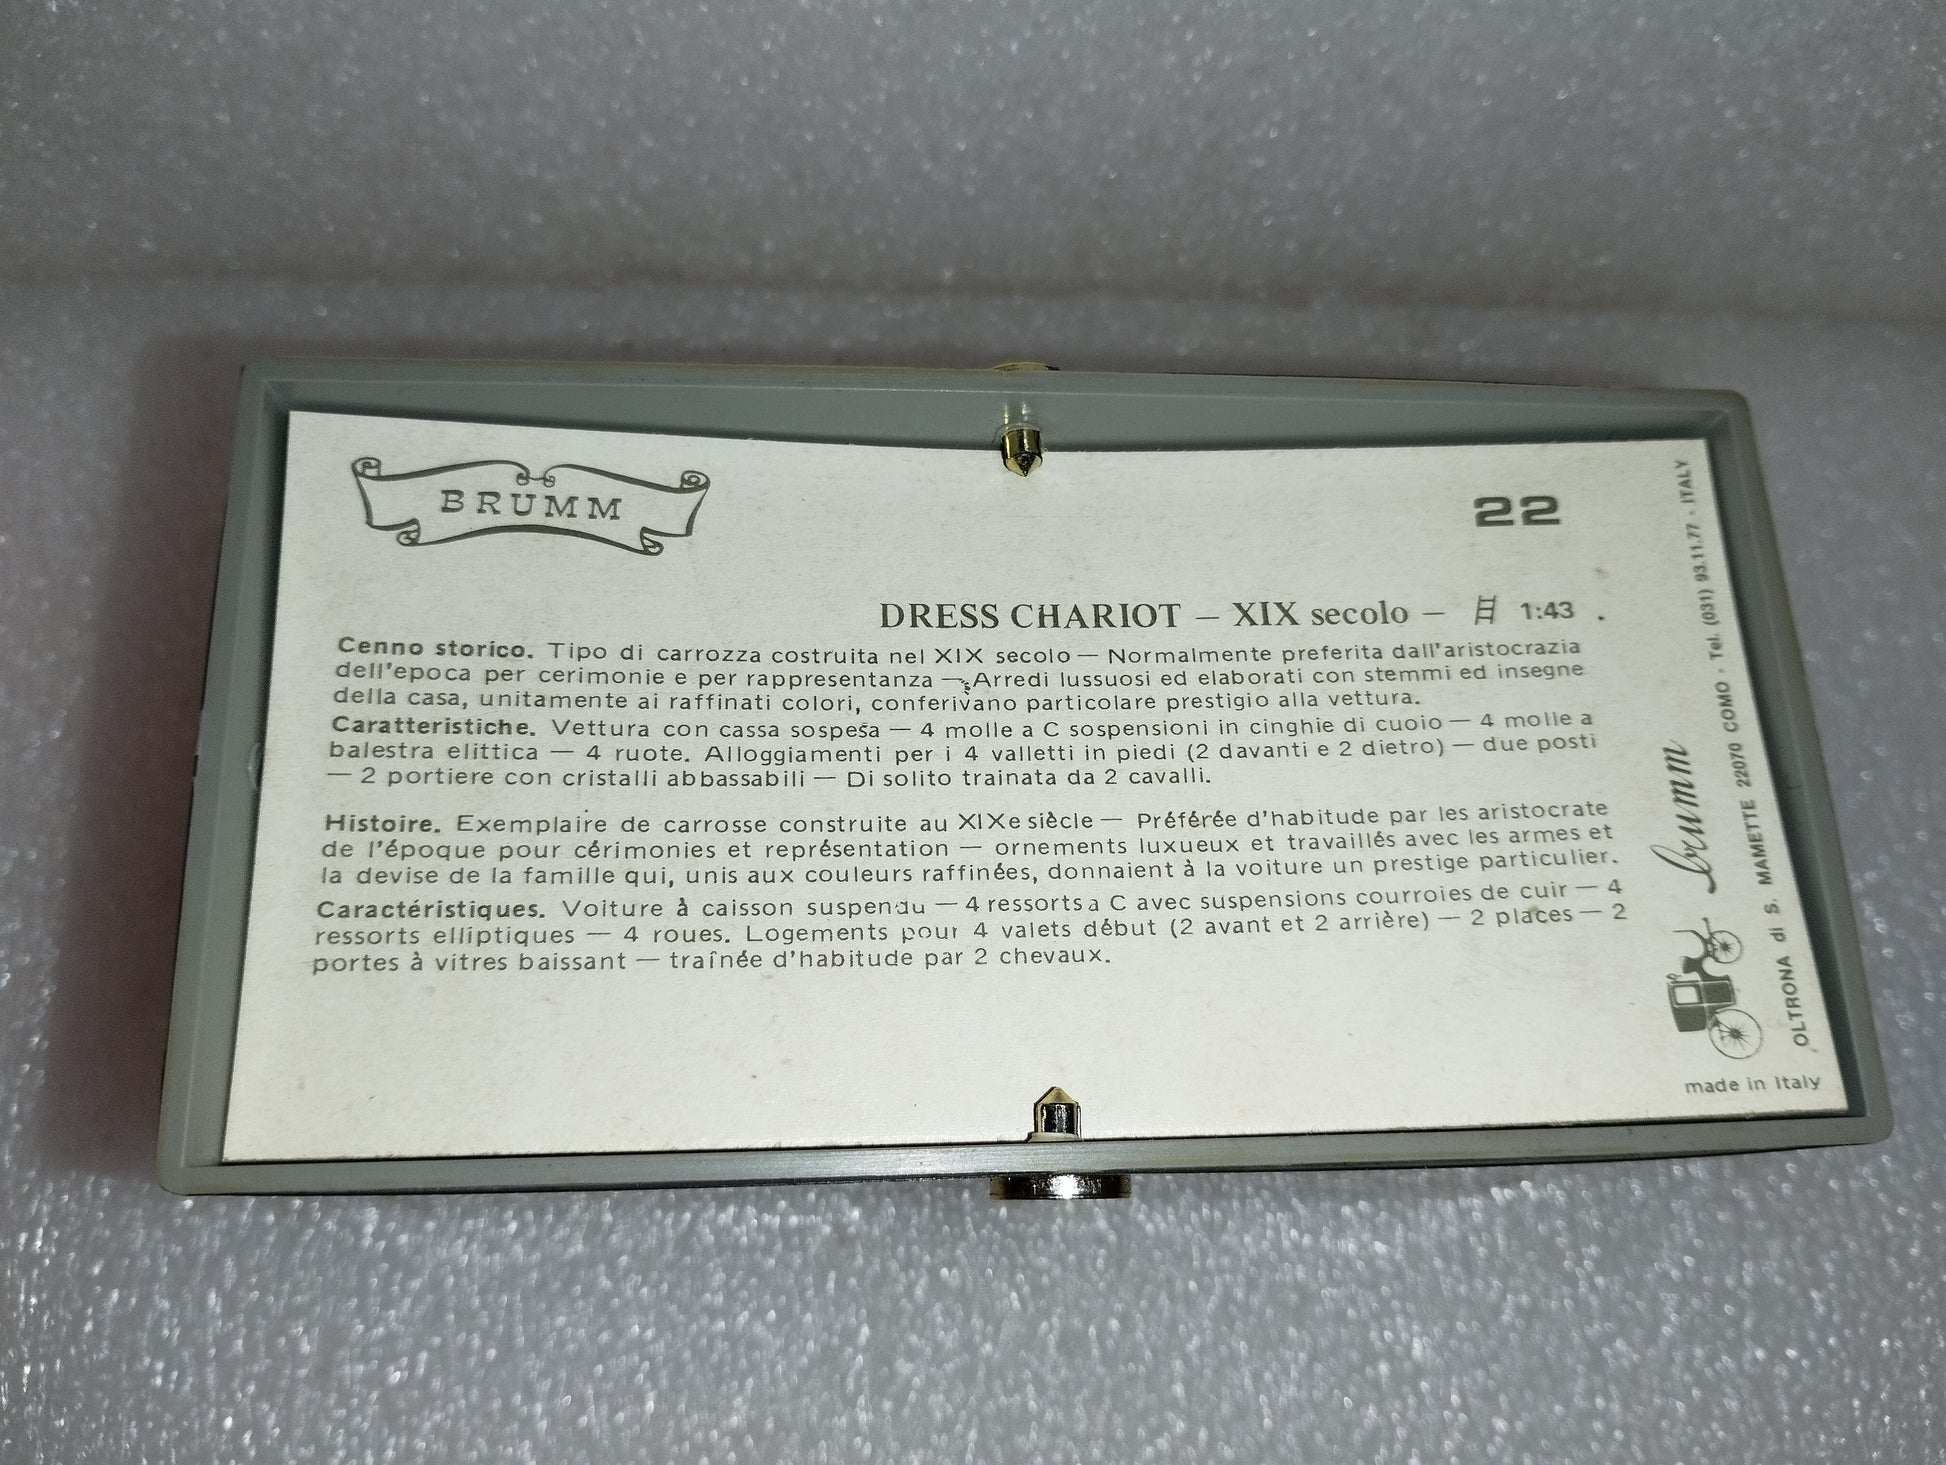 BRUMM
22
DRESS CHARIOT — XIX secolo — 1:43 .
Cenno storico. Tipo di carrozza costruita nel XIX secolo — Normalmente preferita dall'aristocrazia
dell'epoca per cerimonie e per rappresentanza — Arredi lussuosi ed elaborati con stemmi ed insegne
della casa, unitamente ai raffinati colori, conferivano particolare prestigio alla vettura.
Caratteristiche. Vettura con cassa sospesa — 4 molle a C sospensioni in cinghie di cuoio — 4 molle a
balestra elittica — 4 ruote. Alloggiamenti per i 4 valletti in piedi (2 davanti e 2 dietro) — due posti
— 2 portiere con cristalli abbassabili — Di solito trainata da 2 cavalli.
Histoire. Exemplaire de carrosse construite au XIXe siècle — Préférée d'habitude par les aristocrate
de l'époque pour cérimonies et représentation — ornements luxueux et travaillés avec les armes et
la devise de la famille qui, unis aux couleurs raffinées, donnaient à la voiture un prestige particulier.
Caractéristiques. Voiture à caisson suspendu — 4 ressorts a C avec suspensions courroies de cuir — 4
ressorts elliptiques — 4 roues. Logements pour 4 valets début (2 avant et 2 arrière) — 2 places — 2
portes à vitres baissant — traînée d'habitude par 2 chevaux.
brumm
OLTRONA di S. MAMETTE 22070 COMO - Tel. (031) 93.11.77 - ITALY
made in Italy